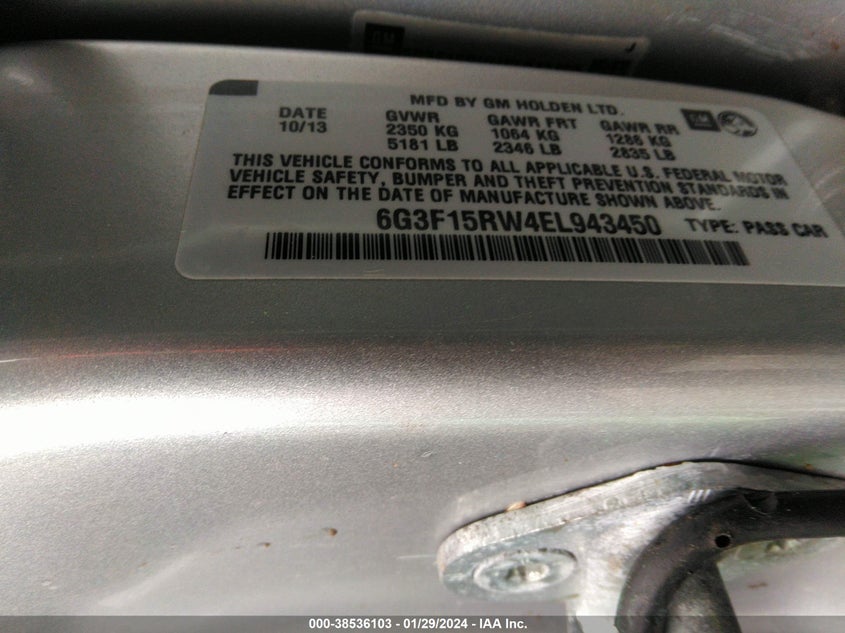 GM
J
MFD BY GM HOLDEN LTD.
DATE GVWR GAWR FRT GAWR RR GM
10/13 2350 KG 1064 KG 1286 KG
5181 LB 2346 LB 2835 LB
THIS VEHICLE CONFORMS TO ALL APPLICABLE U.S. FEDERAL MOTOR
VEHICLE SAFETY, BUMPER AND THEFT PREVENTION STANDARDS IN
EFFECT ON THE DATE OF MANUFACTURE SHOWN ABOVE.
6G3F15RW4EL943450 TYPE: PASS CAR
000-38536103 | 01/29/2024 - IAA Inc.